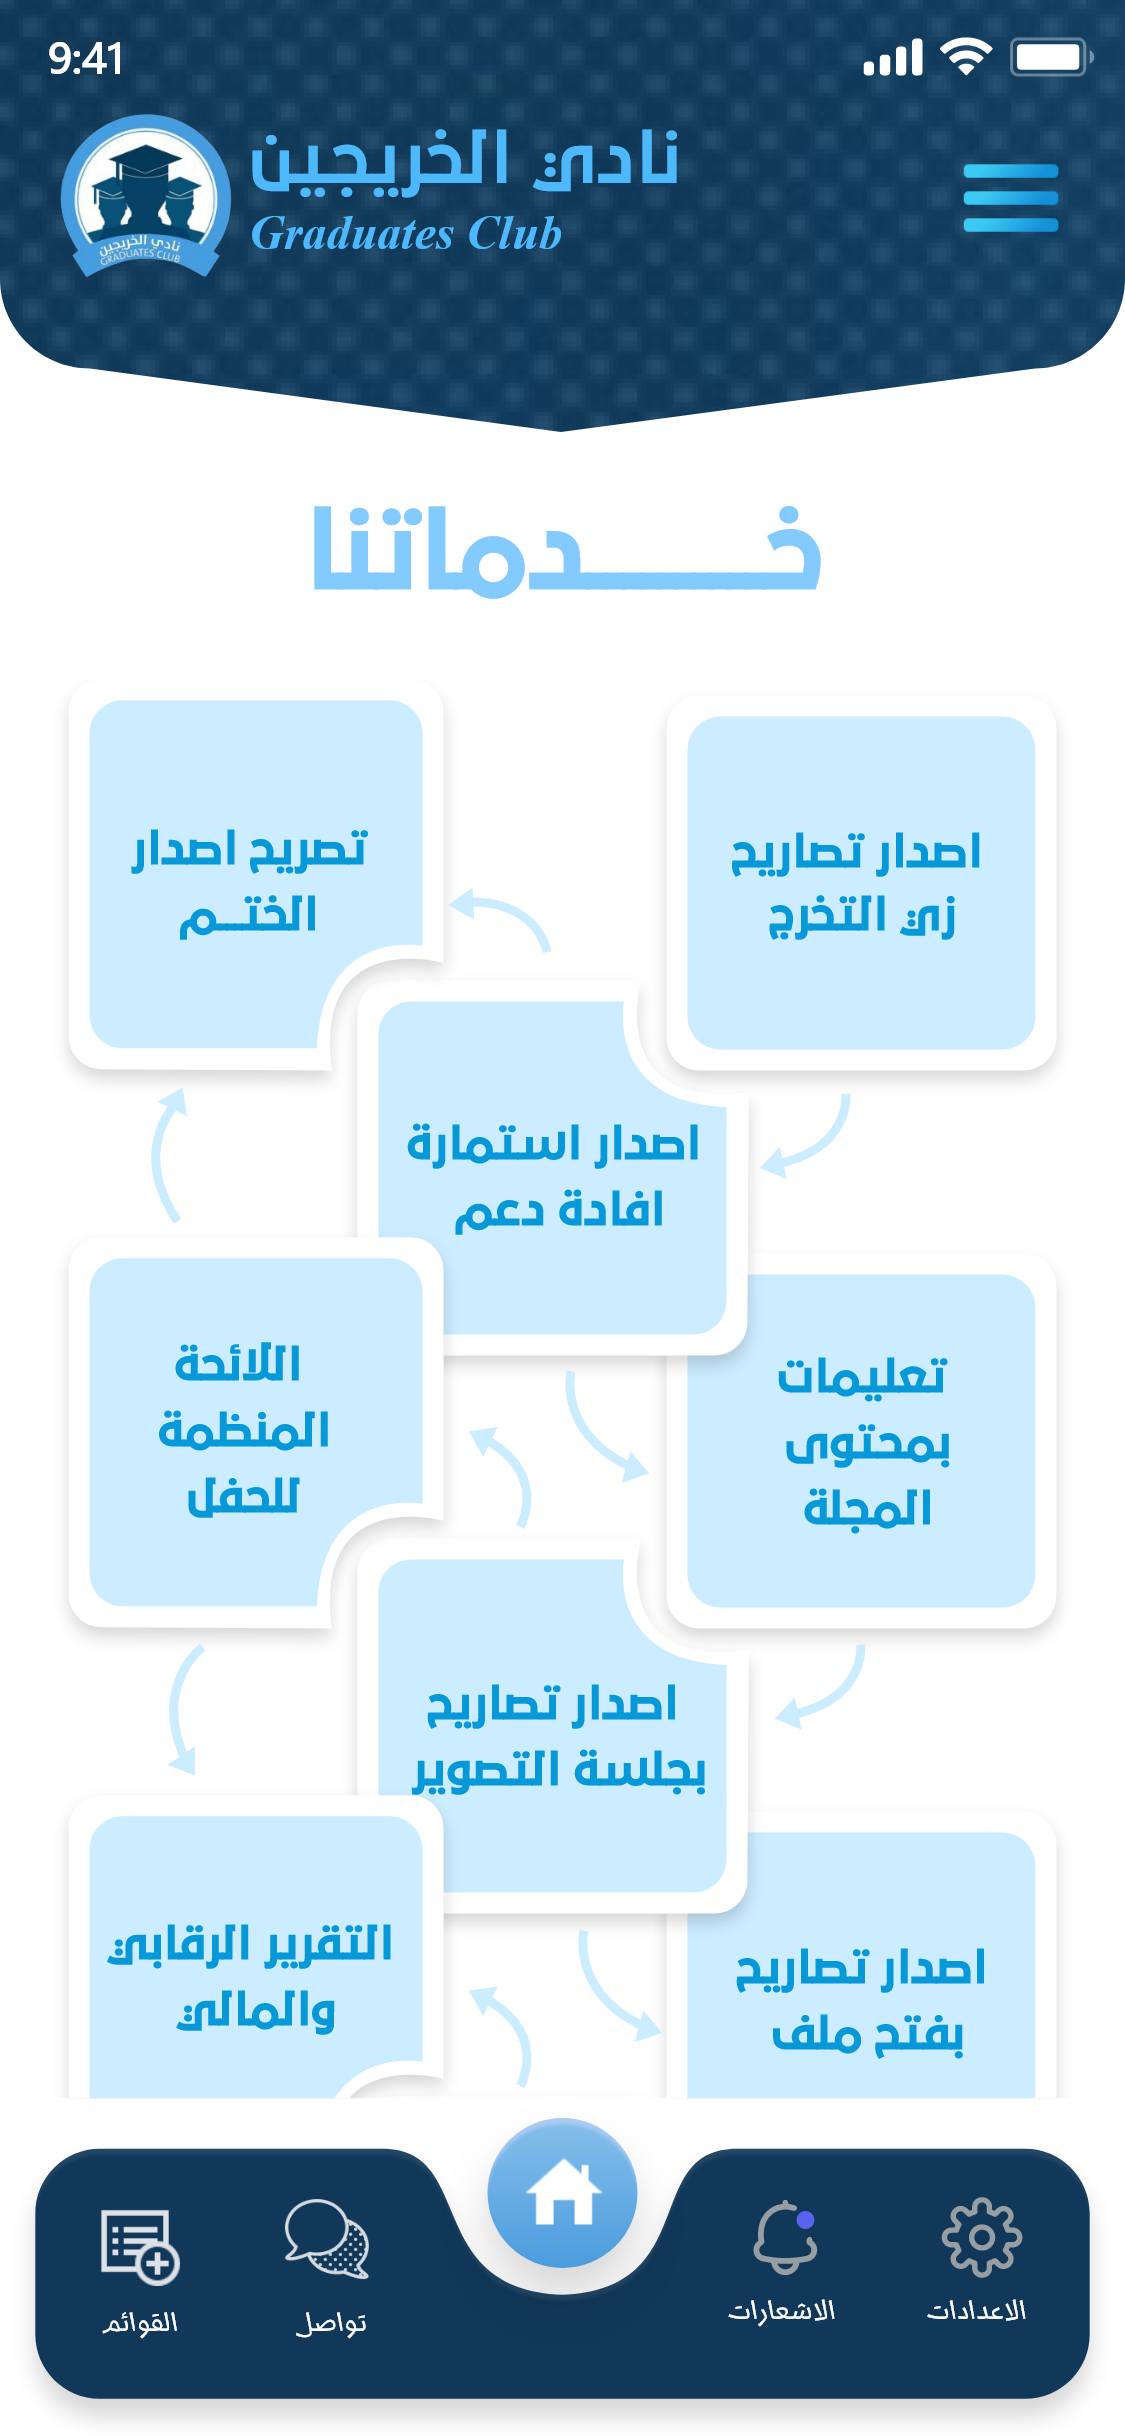 9:41
نادي الخريجين
Graduates Club
نادي الخريجين
GRADUATES CLUB
خـــــدماتنا
اصدار تصاريح
زي التخرج
تصريح اصدار
الختــم
اصدار استمارة
افادة دعم
تعليمات
بمحتوى
المجلة
اللائحة
المنظمة
للحفل
اصدار تصاريح
بجلسة التصوير
اصدار تصاريح
بفتح ملف
التقرير الرقابي
والمالي
الاعدادات
الاشعارات
تواصل
القوائم